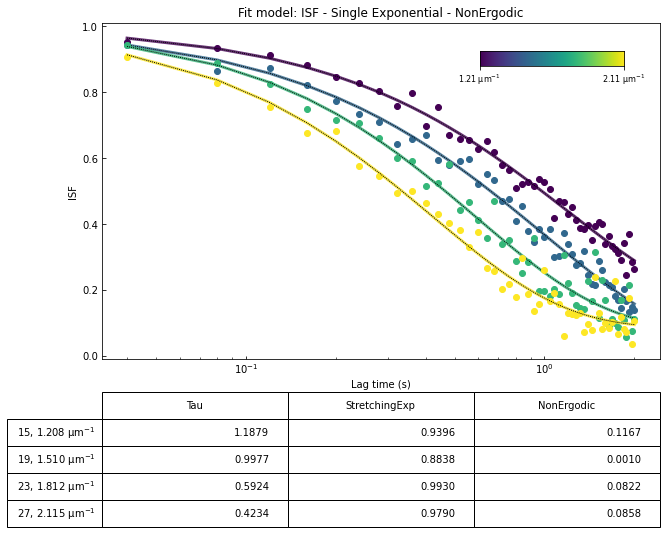 Fit model: ISF - Single Exponential - NonErgodic
1.0
0.8
0.6
0.4
0.2
0.0
ISF
1.21 μm⁻¹ 2.11 μm⁻¹
10⁻¹ 10⁰
Lag time (s)
Tau StretchingExp NonErgodic
15, 1.208 μm⁻¹ 1.1879 0.9396 0.1167
19, 1.510 μm⁻¹ 0.9977 0.8838 0.0010
23, 1.812 μm⁻¹ 0.5924 0.9930 0.0822
27, 2.115 μm⁻¹ 0.4234 0.9790 0.0858